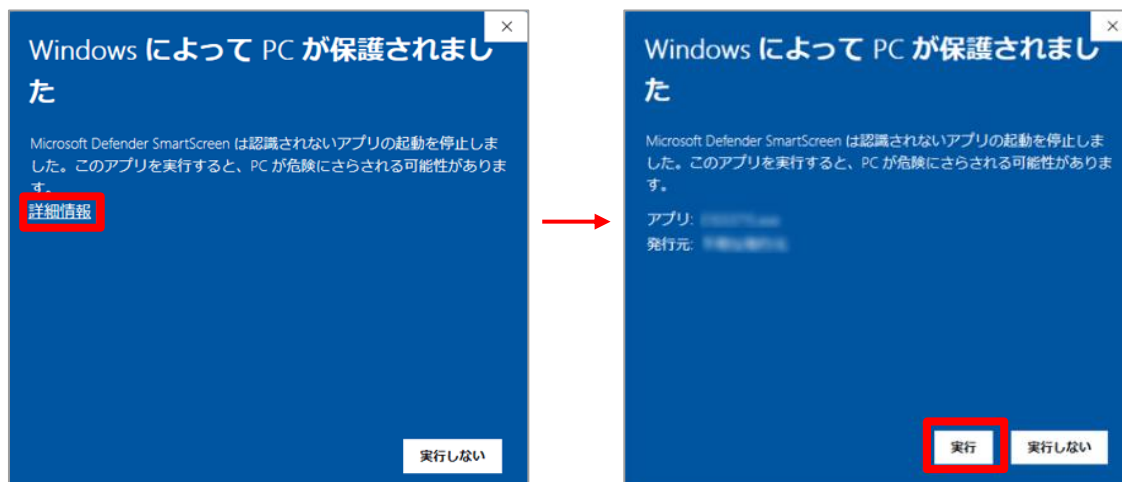 Windows によって PC が保護されまし
た
Microsoft Defender SmartScreen は認識されないアプリの起動を停止しま
した。このアプリを実行すると、PC が危険にさらされる可能性がありま
す。
詳細情報
実行しない
Windows によって PC が保護されまし
た
Microsoft Defender SmartScreen は認識されないアプリの起動を停止しま
した。このアプリを実行すると、PC が危険にさらされる可能性がありま
す。
アプリ:
発行元:
実行
実行しない